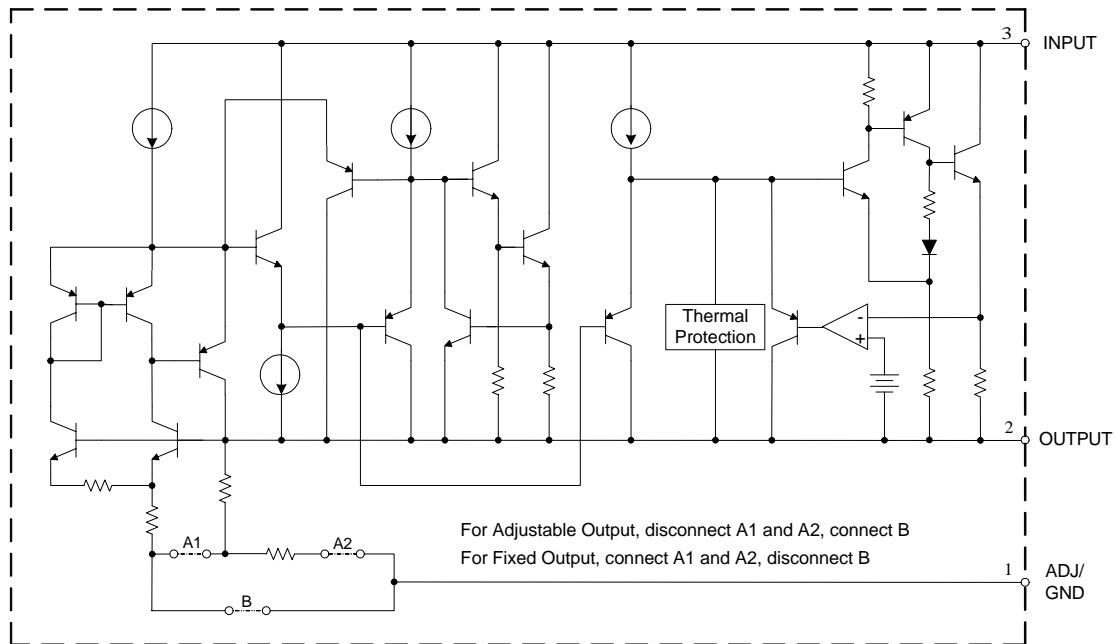 3
INPUT
Thermal
Protection
-
+
2
OUTPUT
For Adjustable Output, disconnect A1 and A2, connect B
A1
A2
For Fixed Output, connect A1 and A2, disconnect B
1
ADJ/
GND
B